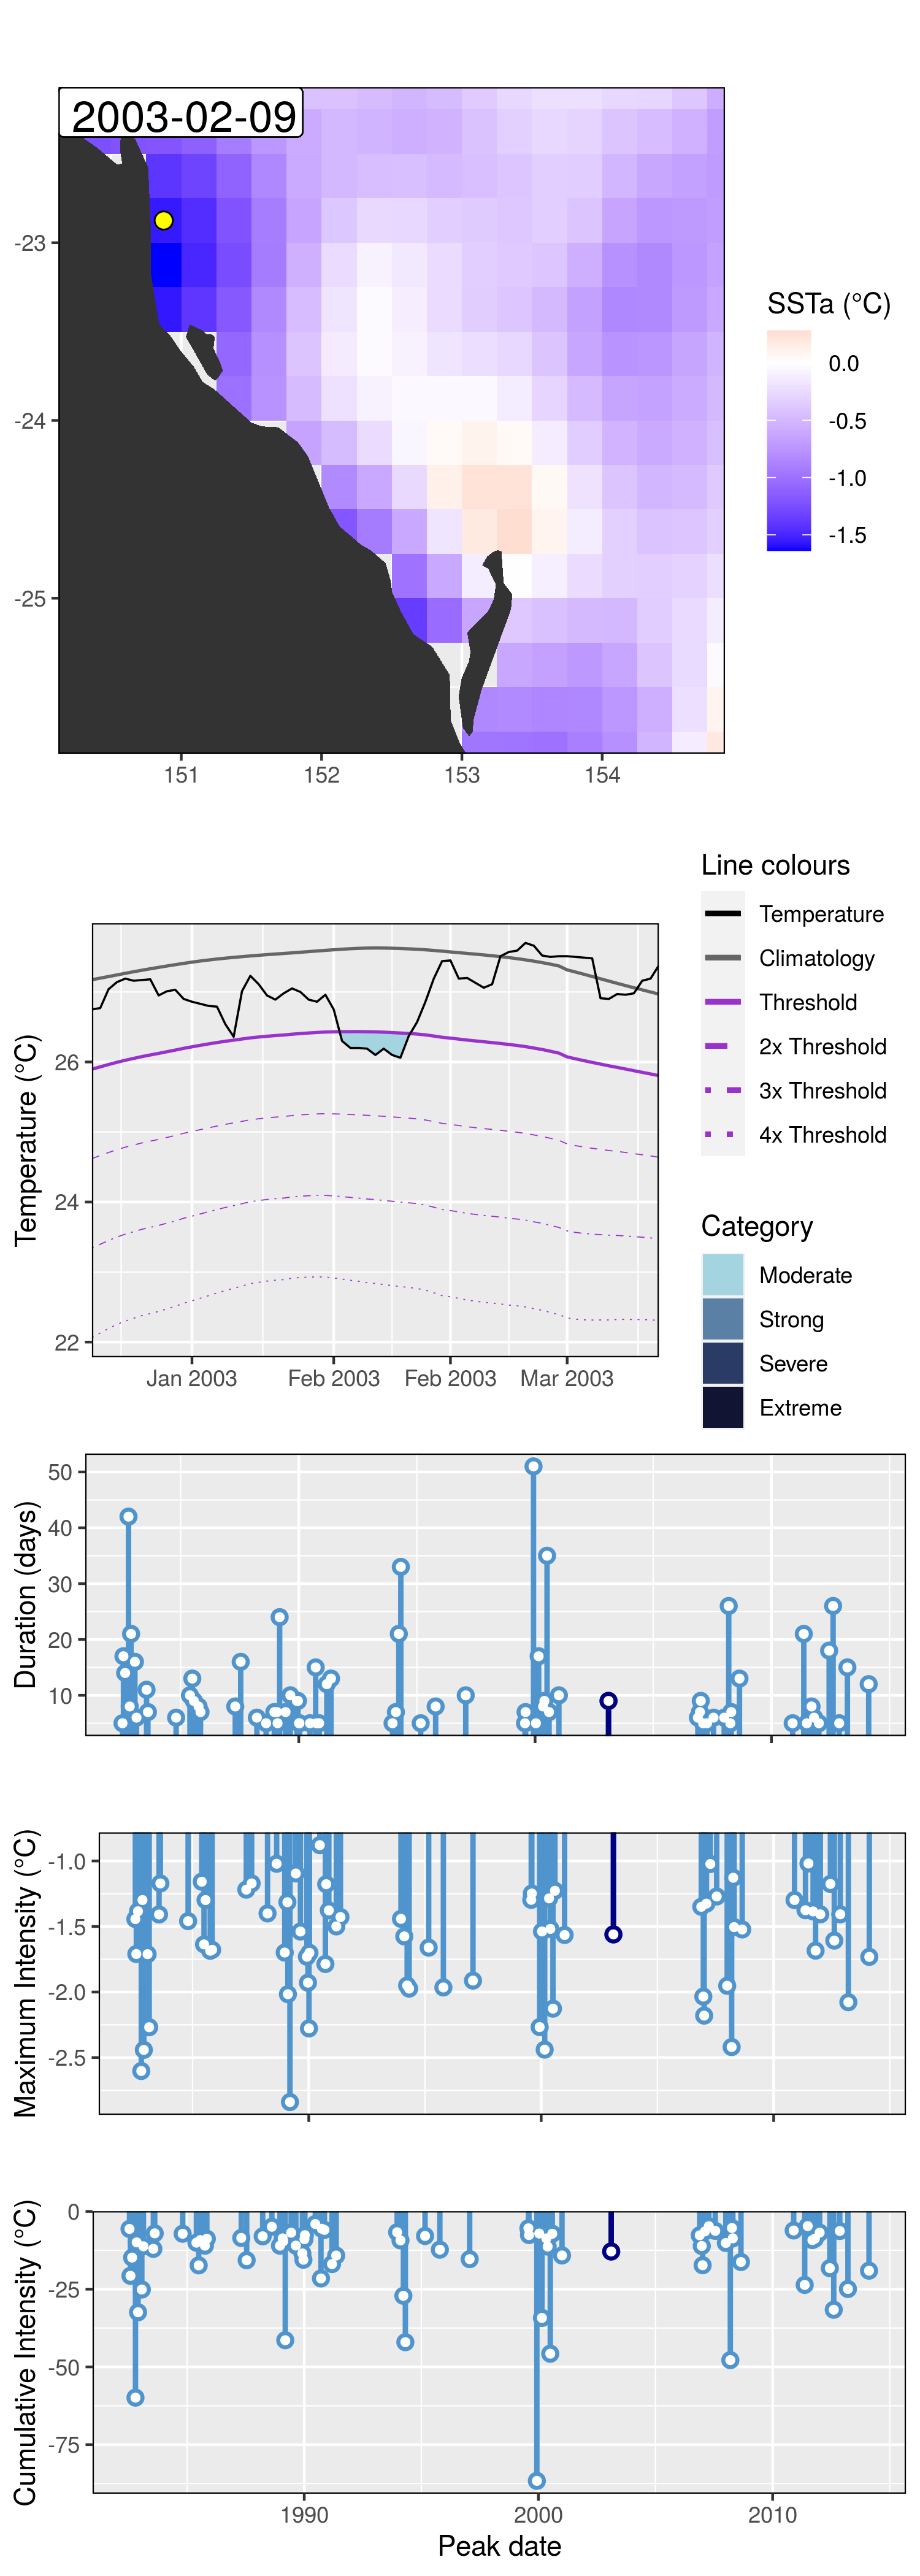 2003-02-09
-23
-24
-25
151 152 153 154
SSTa (°C)
0.0
-0.5
-1.0
-1.5
Temperature (°C)
26
24
22
Jan 2003 Feb 2003 Feb 2003 Mar 2003
Line colours
Temperature
Climatology
Threshold
2x Threshold
3x Threshold
4x Threshold
Category
Moderate
Strong
Severe
Extreme
Duration (days)
50
40
30
20
10
Maximum Intensity (°C)
-1.0
-1.5
-2.0
-2.5
Cumulative Intensity (°C)
0
-25
-50
-75
1990 2000 2010
Peak date